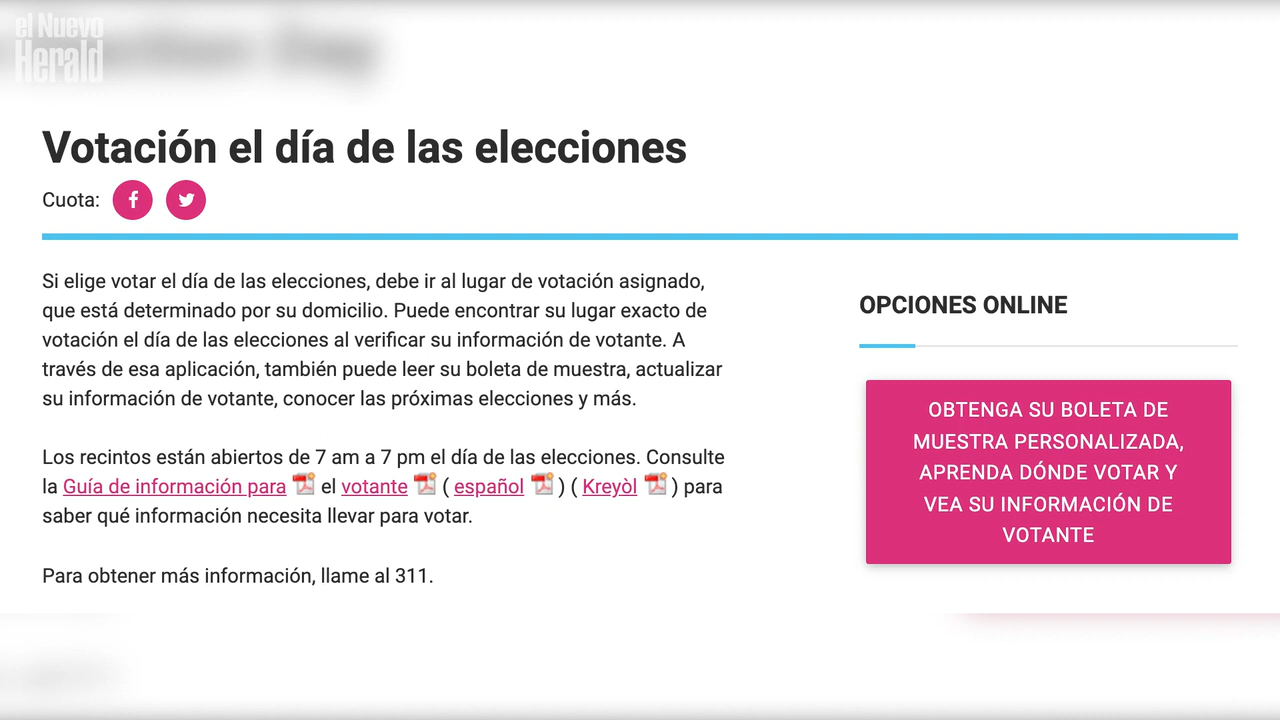 el Nuevo
Herald
Votación el día de las elecciones
Cuota:
Si elige votar el día de las elecciones, debe ir al lugar de votación asignado,
que está determinado por su domicilio. Puede encontrar su lugar exacto de
votación el día de las elecciones al verificar su información de votante. A
través de esa aplicación, también puede leer su boleta de muestra, actualizar
su información de votante, conocer las próximas elecciones y más.
Los recintos están abiertos de 7 am a 7 pm el día de las elecciones. Consulte
la Guía de información para el votante ( español ) ( Kreyòl ) para
saber qué información necesita llevar para votar.
Para obtener más información, llame al 311.
OPCIONES ONLINE
OBTENGA SU BOLETA DE
MUESTRA PERSONALIZADA,
APRENDA DÓNDE VOTAR Y
VEA SU INFORMACIÓN DE
VOTANTE